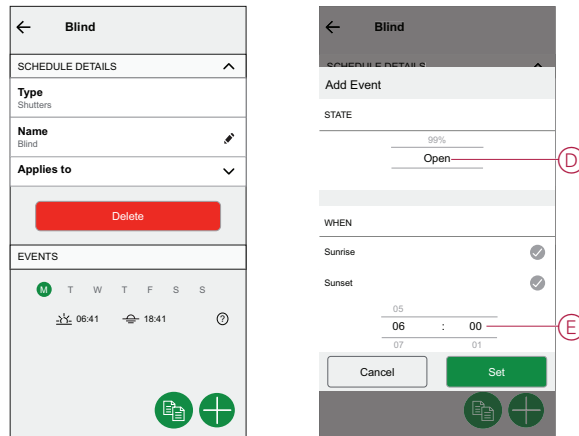 Blind
SCHEDULE DETAILS
Type
Shutters
Name
Blind
Applies to
Delete
EVENTS
M T W T F S S
06:41 18:41 ?
Blind
SCHEDULE DETAILS
Add Event
STATE
99%
Open
D
WHEN
Sunrise
Sunset
05
06 : 00
E
07 01
Cancel Set